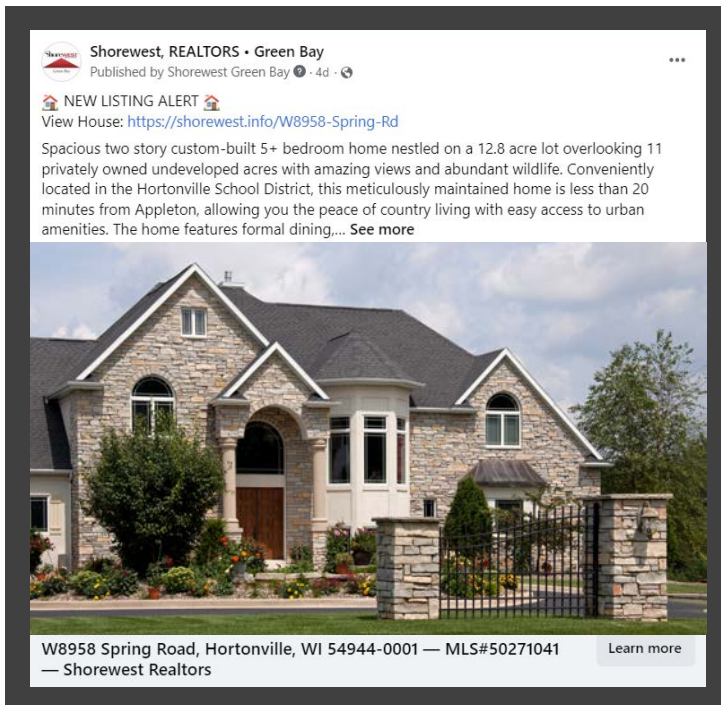 Shorewest
Green Bay
Shorewest, REALTORS • Green Bay
Published by Shorewest Green Bay · 4d ·
NEW LISTING ALERT
View House: https://shorewest.info/W8958-Spring-Rd
Spacious two story custom-built 5+ bedroom home nestled on a 12.8 acre lot overlooking 11
privately owned undeveloped acres with amazing views and abundant wildlife. Conveniently
located in the Hortonville School District, this meticulously maintained home is less than 20
minutes from Appleton, allowing you the peace of country living with easy access to urban
amenities. The home features formal dining,... See more
W8958 Spring Road, Hortonville, WI 54944-0001 — MLS#50271041
— Shorewest Realtors
Learn more